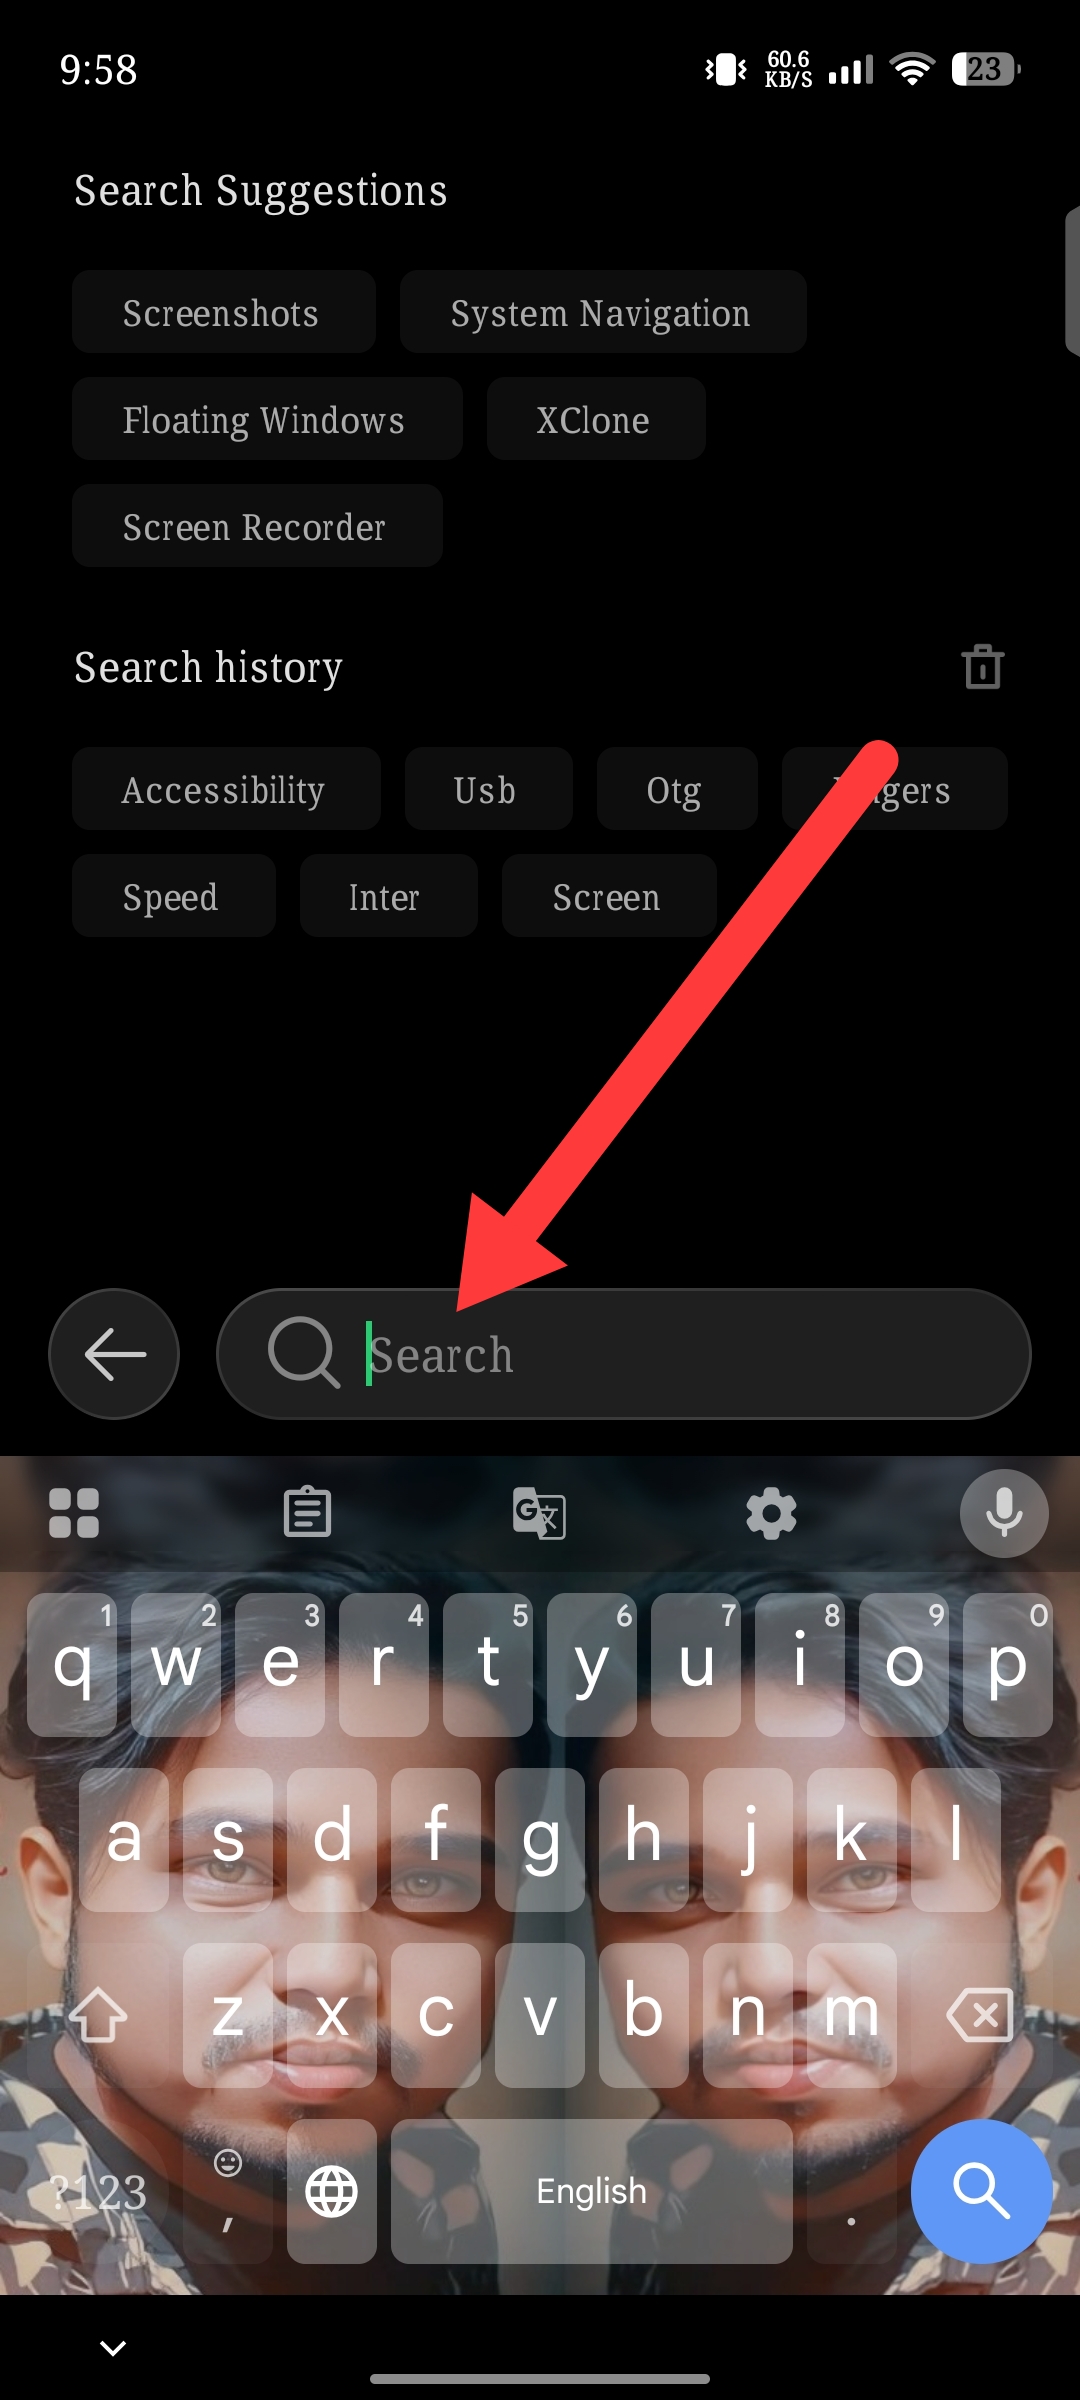 9:58
60.6
KB/S
23
Search Suggestions
Screenshots
System Navigation
Floating Windows
XClone
Screen Recorder
Search history
Accessibility
Usb
Otg
Speed
Inter
Screen
Search
G 文
1 2 3 4 5 6 7 8 9 0
q w e r t y u i o p
a s d f g h j k l
z x c v b n m
?123
,
English
.